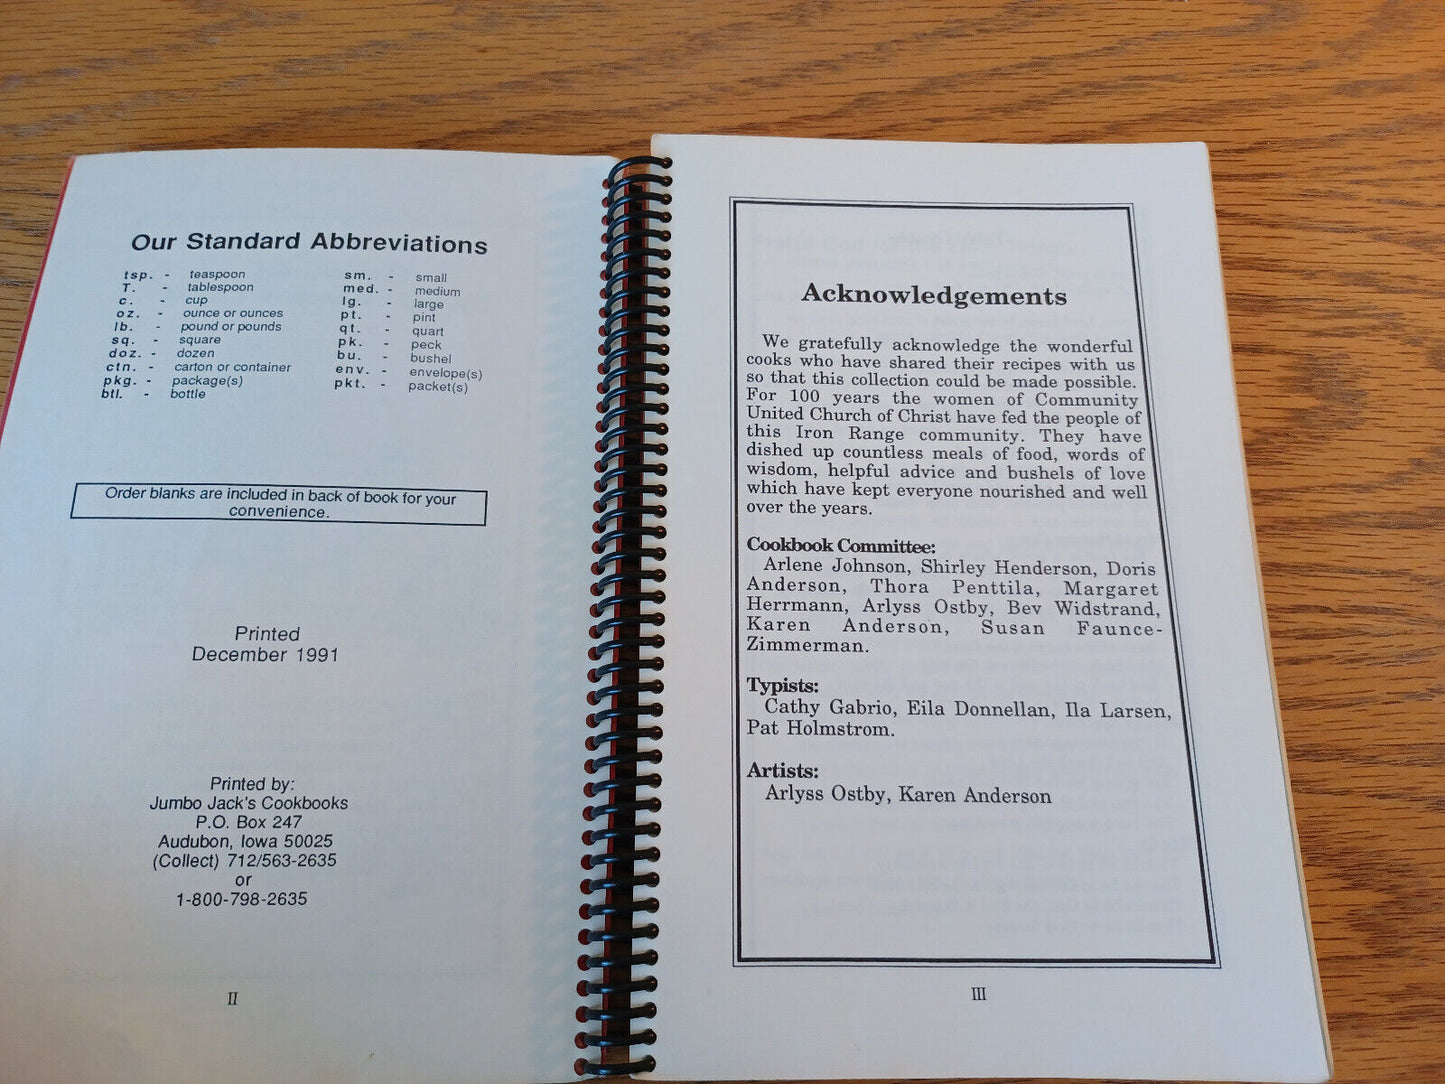 Our Standard Abbreviations
tsp. - teaspoon
T. - tablespoon
c. - cup
oz. - ounce or ounces
lb. - pound or pounds
sq. - square
doz. - dozen
ctn. - carton or container
pkg. - package(s)
btl. - bottle
sm. - small
med. - medium
lg. - large
pt. - pint
qt. - quart
pk. - peck
bu. - bushel
env. - envelope(s)
pkt. - packet(s)
Order blanks are included in back of book for your
convenience.
Printed
December 1991
Printed by:
Jumbo Jack's Cookbooks
P.O. Box 247
Audubon, Iowa 50025
(Collect) 712/563-2635
or
1-800-798-2635
II
Acknowledgements
We gratefully acknowledge the wonderful
cooks who have shared their recipes with us
so that this collection could be made possible.
For 100 years the women of Community
United Church of Christ have fed the people of
this Iron Range community. They have
dished up countless meals of food, words of
wisdom, helpful advice and bushels of love
which have kept everyone nourished and well
over the years.
Cookbook Committee:
Arlene Johnson, Shirley Henderson, Doris
Anderson, Thora Penttila, Margaret
Herrmann, Arlyss Ostby, Bev Widstrand,
Karen Anderson, Susan Faunce-
Zimmerman.
Typists:
Cathy Gabrio, Eila Donnellan, Ila Larsen,
Pat Holmstrom.
Artists:
Arlyss Ostby, Karen Anderson
III